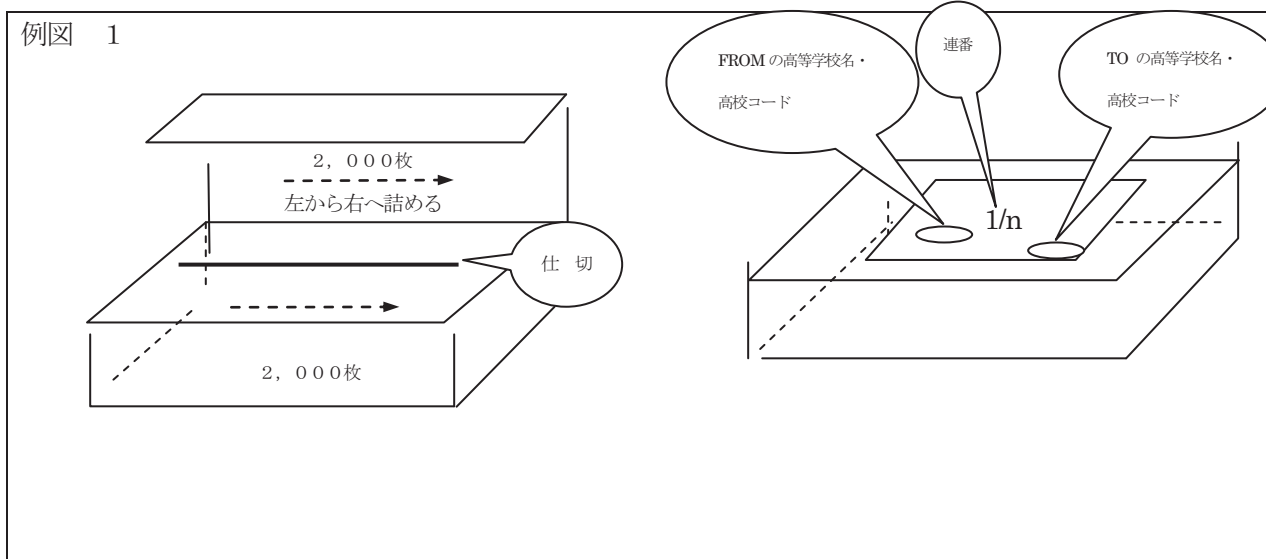 例図　1
2，000枚
左から右へ詰める
仕　切
2，000枚
FROM の高等学校名・
高校コード
連番
TO の高等学校名・
高校コード
1/n